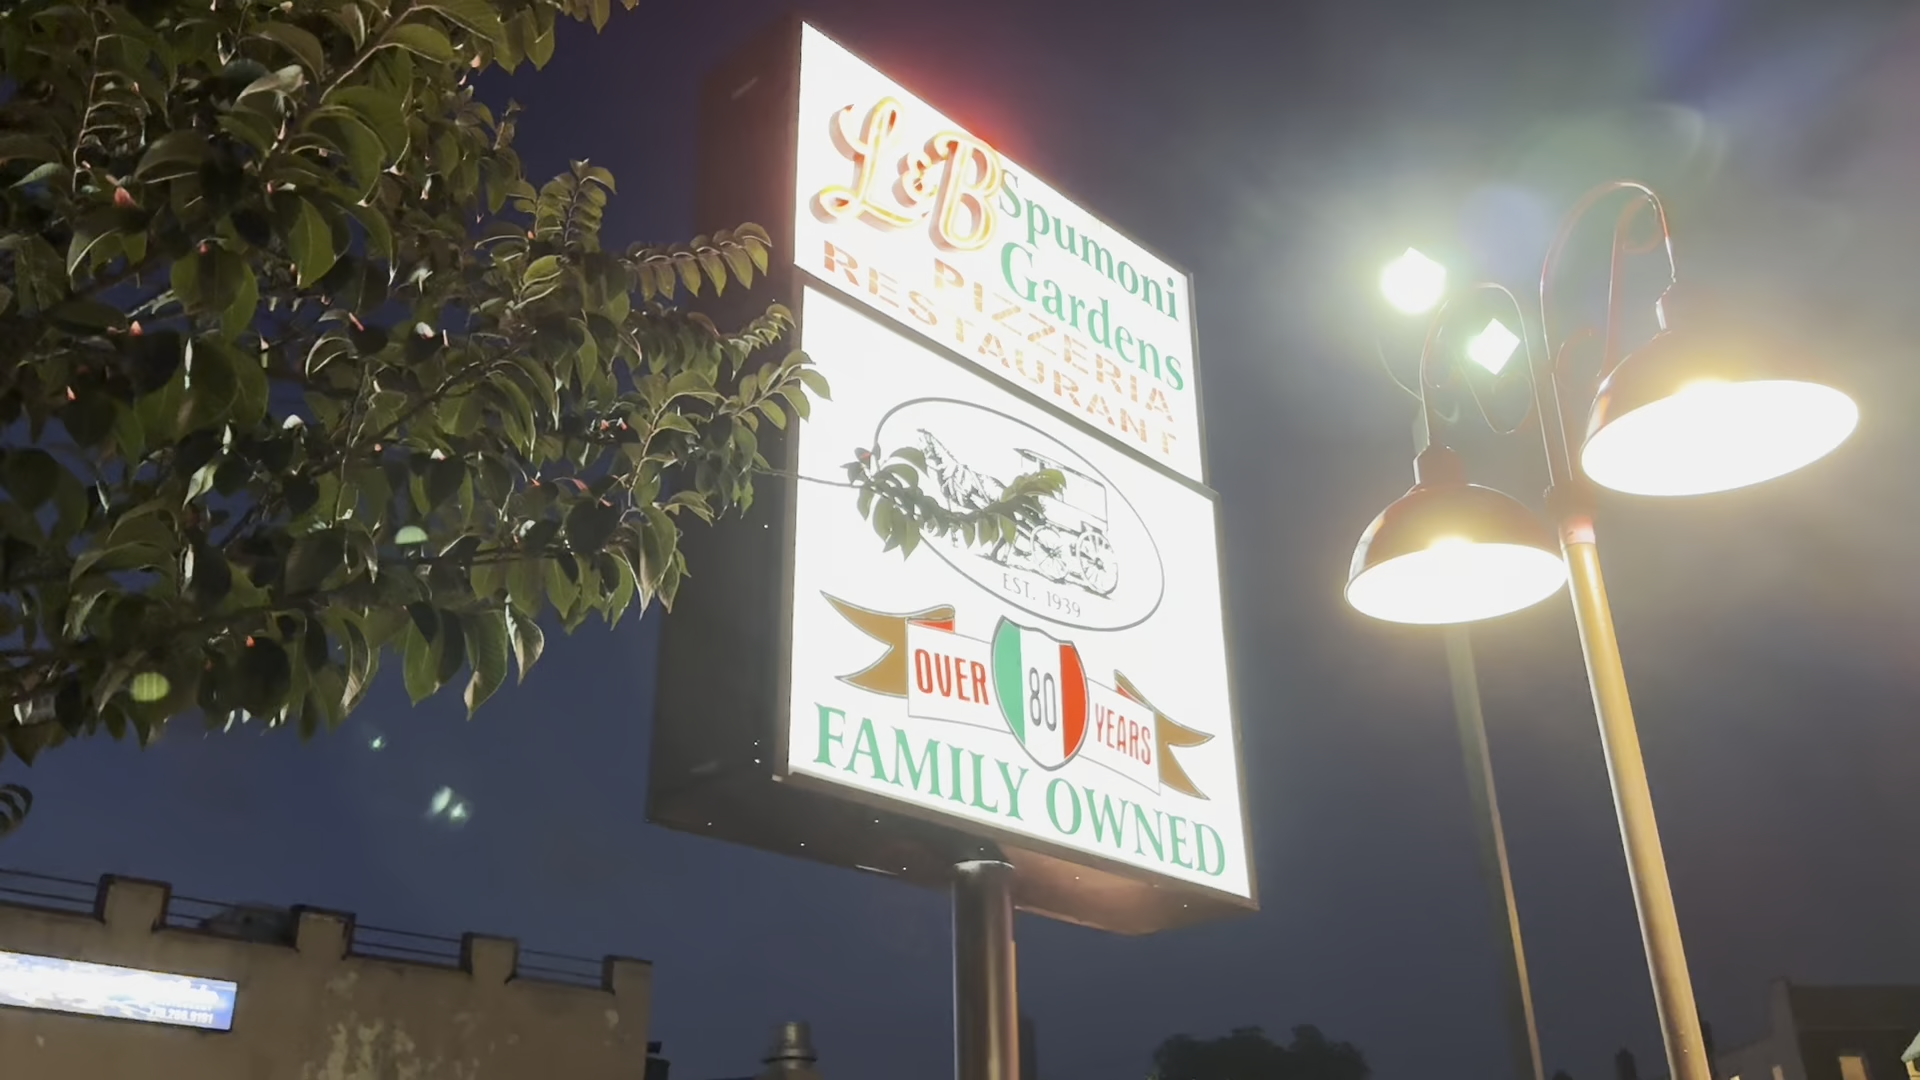 L&B Spumoni
Gardens
PIZZERIA
RESTAURANT
EST. 1939
OVER 80 YEARS
FAMILY OWNED